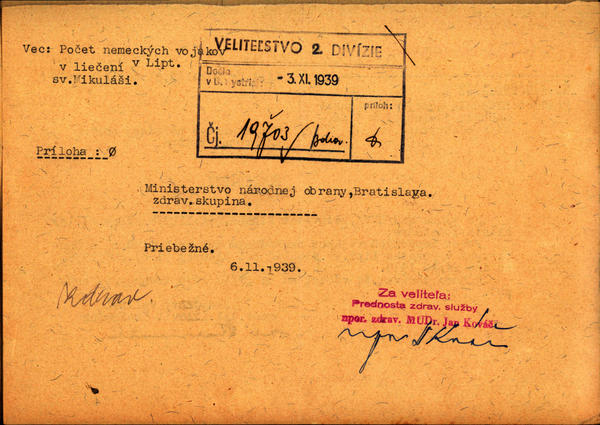 Vec: Počet nemeckých vojakov
v liečení v Lipt.
sv.Mikuláši.
VELITEĽSTVO 2. DIVÍZIE
Došlo
v B. Bystrici: -3. XI. 1939
príloh:
Čj. 19703/
Príloha : Ø
Ministerstvo národnej obrany,Bratislava.
zdrav.skupina.
Priebežné.
6.11.1939.
Za veliteľa:
Prednosta zdrav. služby
npor. zdrav. MUDr. Jan Kováči